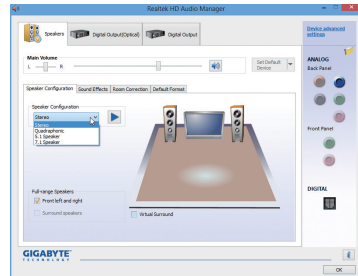 Realtek HD Audio Manager
Speakers
Digital Output(Optical)
Digital Output
Device advanced settings
Main Volume
L
R
Set Default Device
ANALOG
Back Panel
Speaker Configuration
Sound Effects
Room Correction
Default Format
Speaker Configuration
Stereo
Stereo
Quadraphonic
5.1 Speaker
7.1 Speaker
Front Panel
Full-range Speakers
Front left and right
Surround speakers
Virtual Surround
DIGITAL
GIGABYTE
TECHNOLOGY
OK